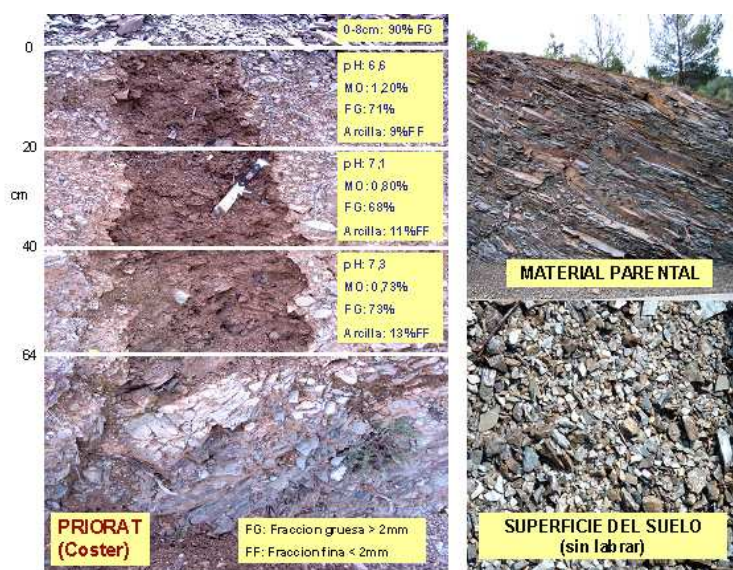 0-8cm: 90% FG
0
pH: 6,6
MO: 1,20%
FG: 71%
Arcilla: 9%FF
20
pH: 7,1
MO: 0,80%
FG: 68%
Arcilla: 11%FF
cm
40
pH: 7,3
MO: 0,73%
FG: 73%
Arcilla: 13%FF
64
PRIORAT
(Coster)
FG: Fraccion gruesa > 2mm
FF: Fraccion fina < 2mm
MATERIAL PARENTAL
SUPERFICIE DEL SUELO
(sin labrar)